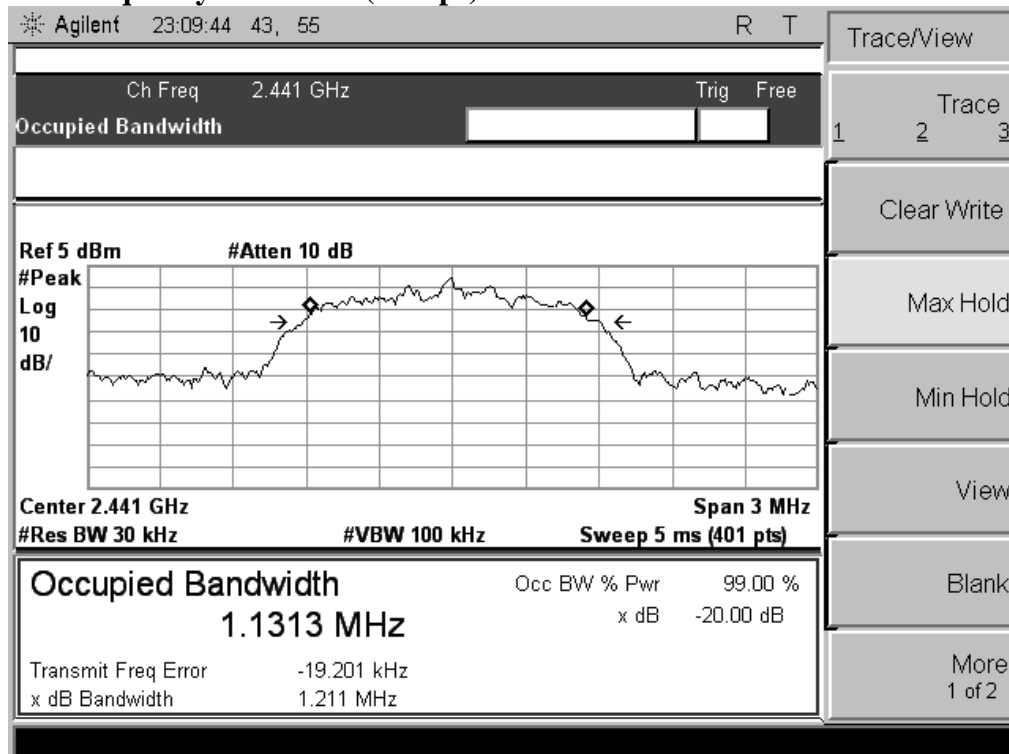 Agilent 23:09:44 43, 55 R T
Trace/View
Ch Freq 2.441 GHz Trig Free
Occupied Bandwidth
Trace
1 2 3
Clear Write
Max Hold
Min Hold
View
Blank
More
1 of 2
Ref 5 dBm #Atten 10 dB
#Peak
Log
10
dB/
Center 2.441 GHz Span 3 MHz
#Res BW 30 kHz #VBW 100 kHz Sweep 5 ms (401 pts)
Occupied Bandwidth Occ BW % Pwr 99.00 %
1.1313 MHz x dB -20.00 dB
Transmit Freq Error -19.201 kHz
x dB Bandwidth 1.211 MHz